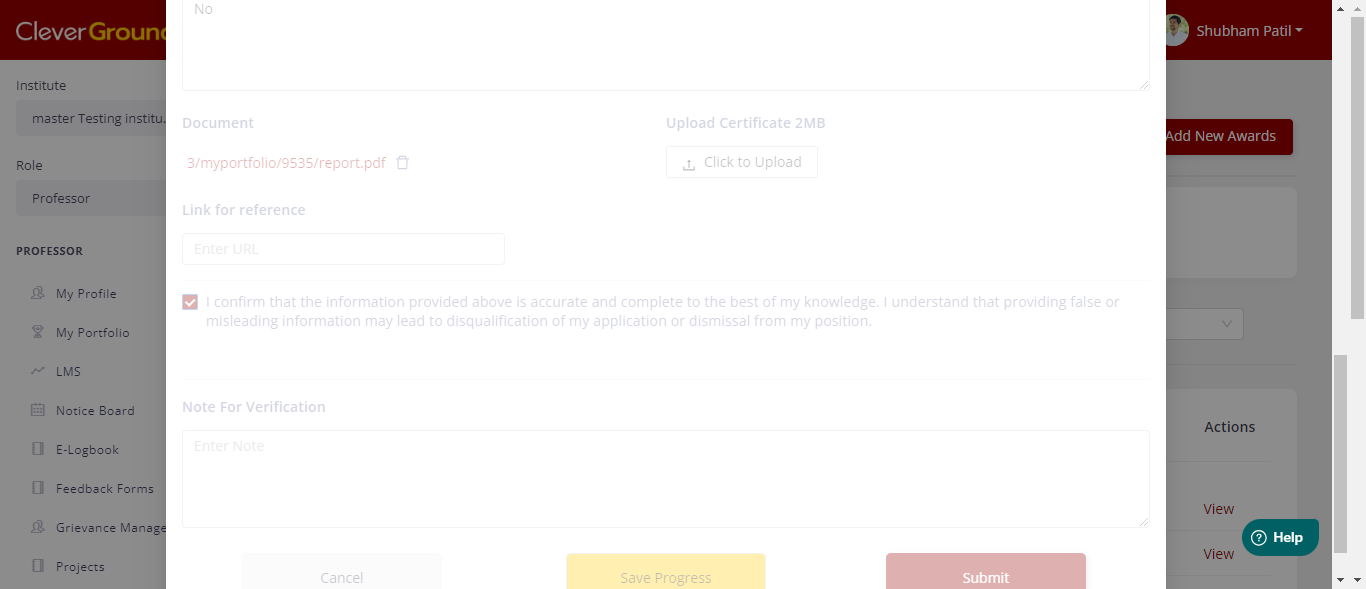 No
CleverGround
Shubham Patil
Institute
master Testing institu.
Add New Awards
Document
Upload Certificate 2MB
3/myportfolio/9535/report.pdf
Click to Upload
Role
Professor
Link for reference
Enter URL
PROFESSOR
My Profile
I confirm that the information provided above is accurate and complete to the best of my knowledge. I understand that providing false or
misleading information may lead to disqualification of my application or dismissal from my position.
My Portfolio
LMS
Notice Board
Note For Verification
Actions
Enter Note
E-Logbook
Feedback Forms
View
Grievance Manage
Help
View
Projects
Cancel
Save Progress
Submit